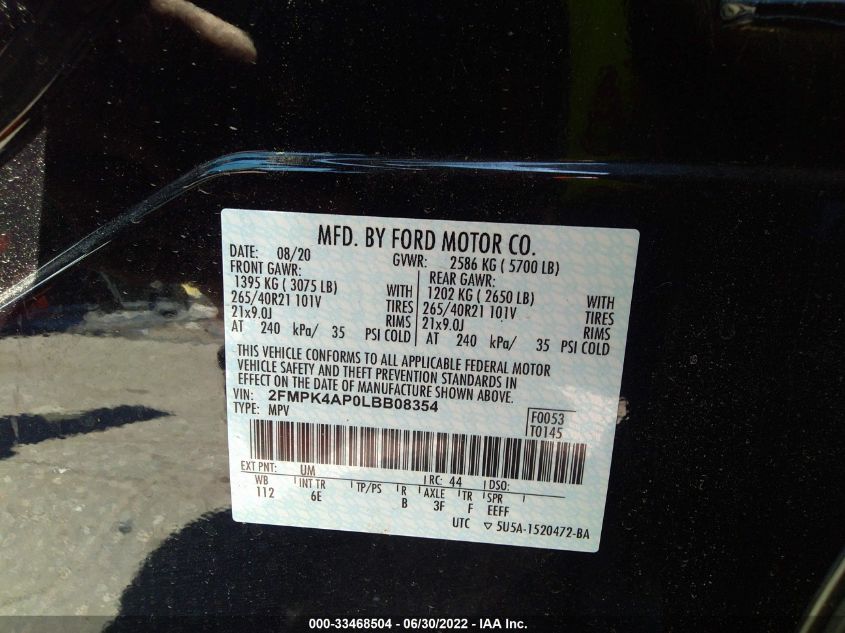 MFD. BY FORD MOTOR CO.
DATE: 08/20 GVWR: 2586 KG ( 5700 LB)
FRONT GAWR: REAR GAWR:
1395 KG ( 3075 LB) WITH 1202 KG ( 2650 LB) WITH
265/40R21 101V TIRES 265/40R21 101V TIRES
21x9.0J RIMS 21x9.0J RIMS
AT 240 kPa/ 35 PSI COLD AT 240 kPa/ 35 PSI COLD
THIS VEHICLE CONFORMS TO ALL APPLICABLE FEDERAL MOTOR
VEHICLE SAFETY AND THEFT PREVENTION STANDARDS IN
EFFECT ON THE DATE OF MANUFACTURE SHOWN ABOVE.
VIN: 2FMPK4AP0LBB08354
TYPE: MPV F0053
T0145
EXT PNT: UM RC: 44 DSO:
WB INT TR TP/PS R AXLE TR SPR
112 6E B 3F F EEFF
UTC ▽ 5U5A-1520472-BA
000-33468504 - 06/30/2022 - IAA Inc.